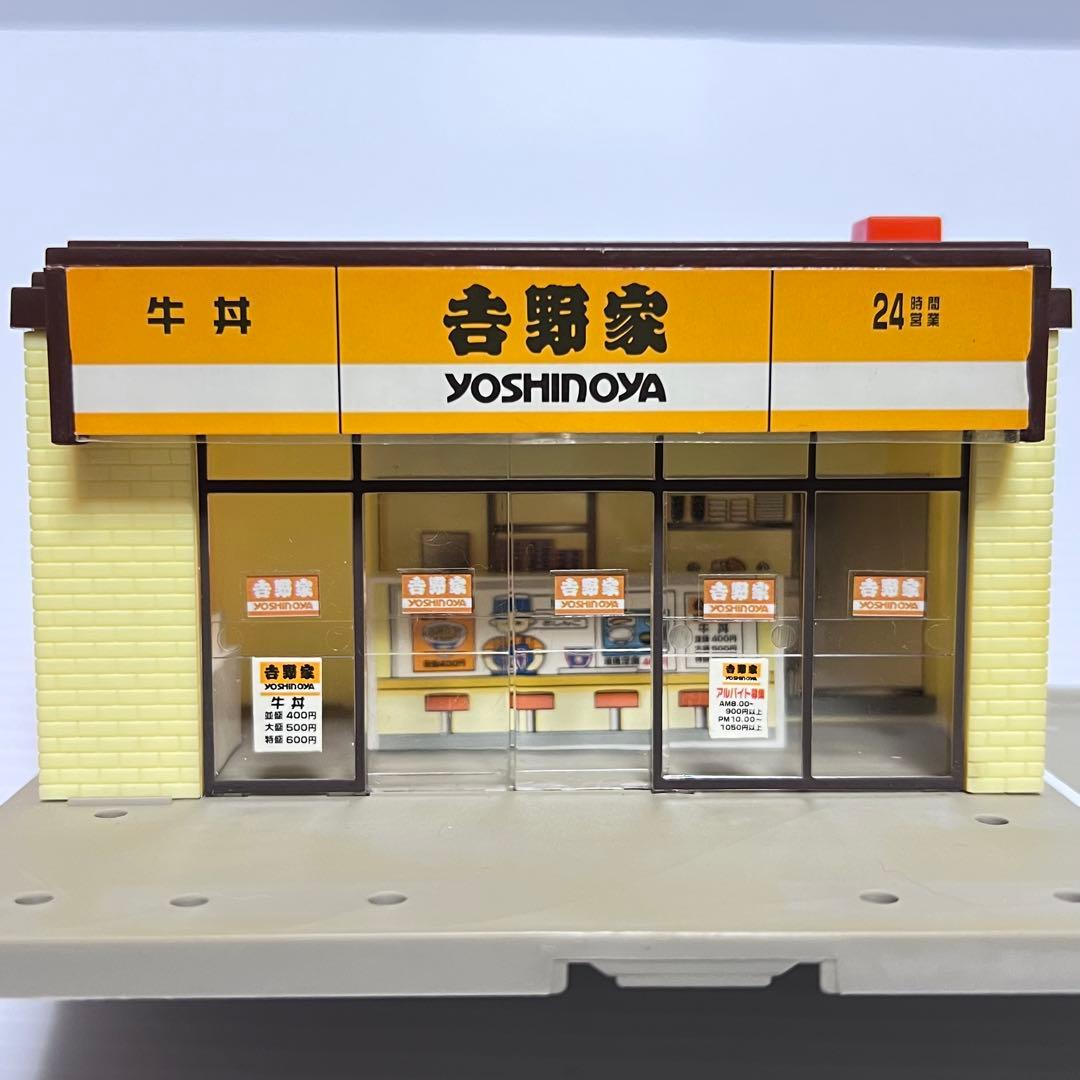 牛丼
吉野家
YOSHINOYA
24時間営業
吉野家
YOSHINOYA
吉野家
YOSHINOYA
吉野家
YOSHINOYA
吉野家
YOSHINOYA
吉野家
YOSHINOYA
吉野家
YOSHINOYA
牛丼
並盛 400円
大盛 500円
特盛 600円
吉野家
YOSHINOYA
アルバイト募集
AM8.00~
900円以上
PM10.00~
1050円以上
牛丼